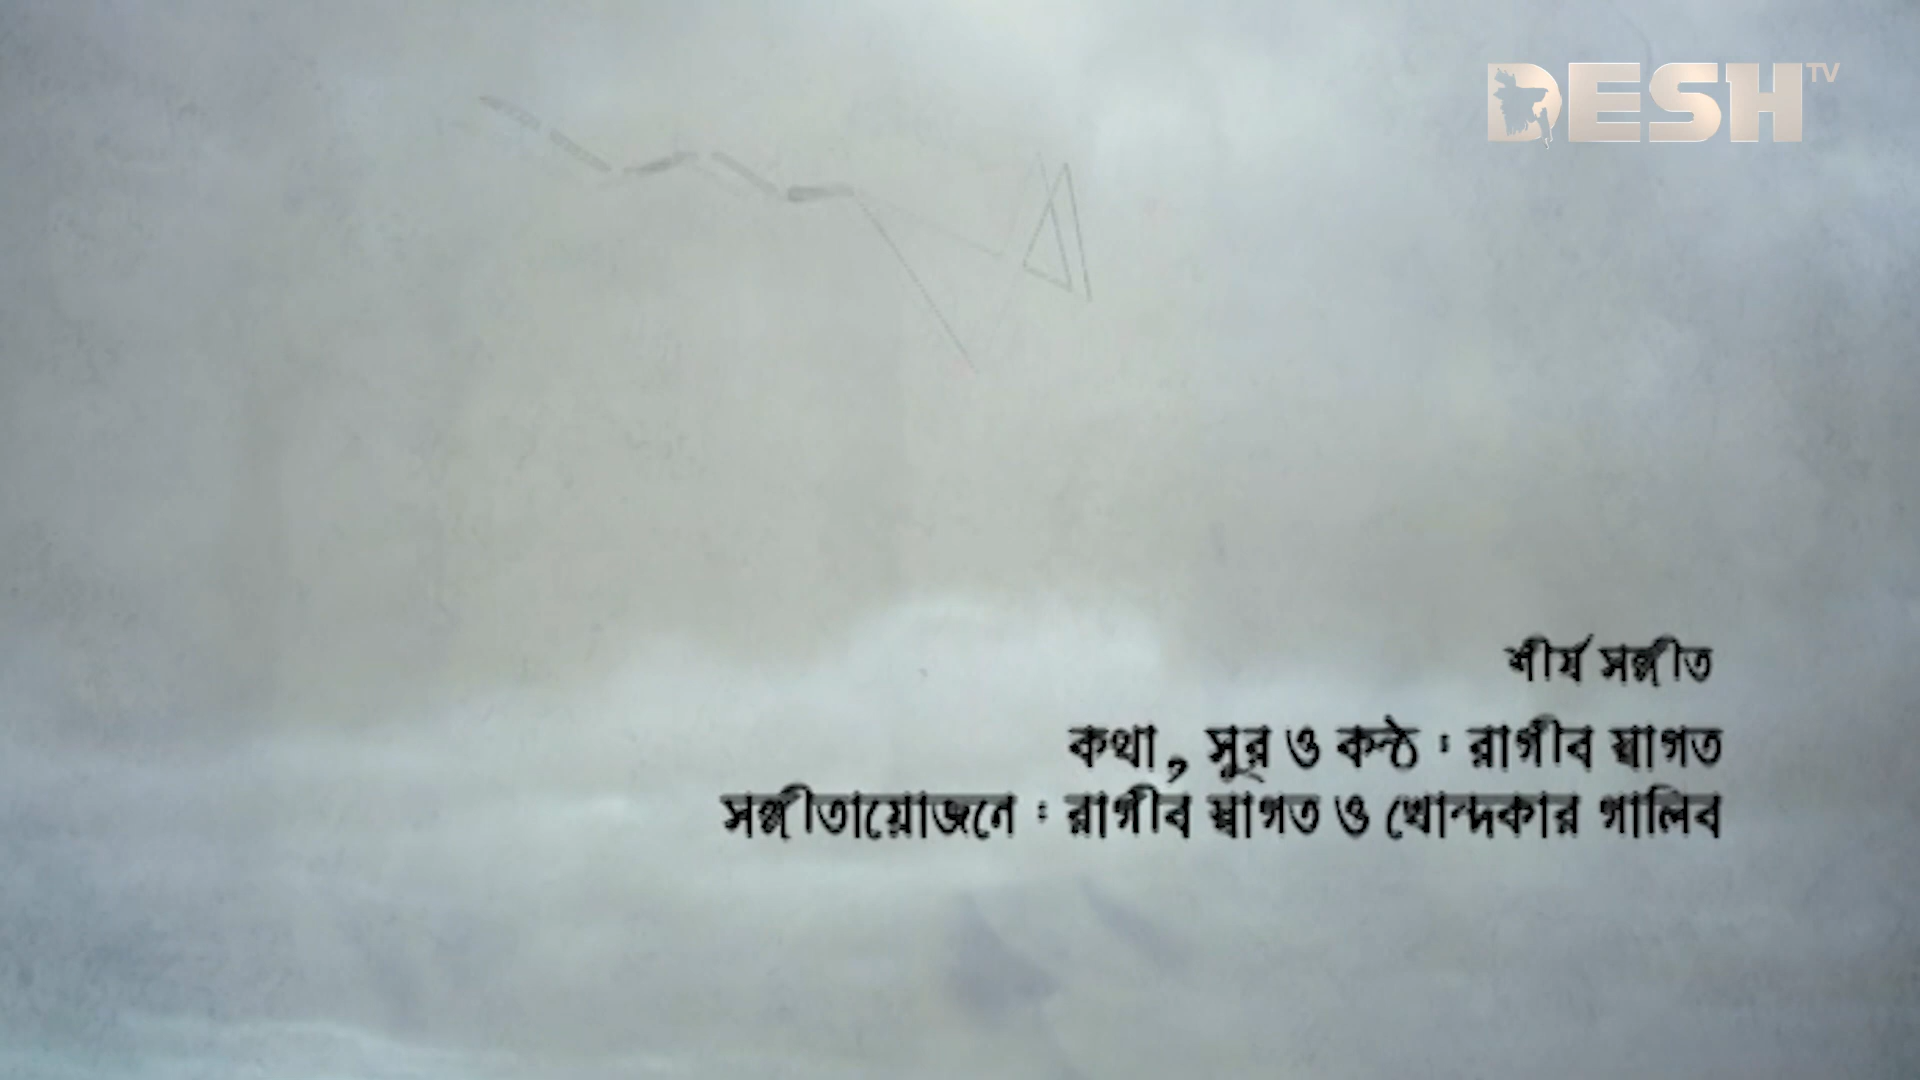 DESH TV
শীর্ষ সঙ্গীত
কথা, সুর ও কন্ঠ : রাগীব স্বাগত
সঙ্গীতায়োজনে : রাগীব স্বাগত ও খোন্দকার গালিব